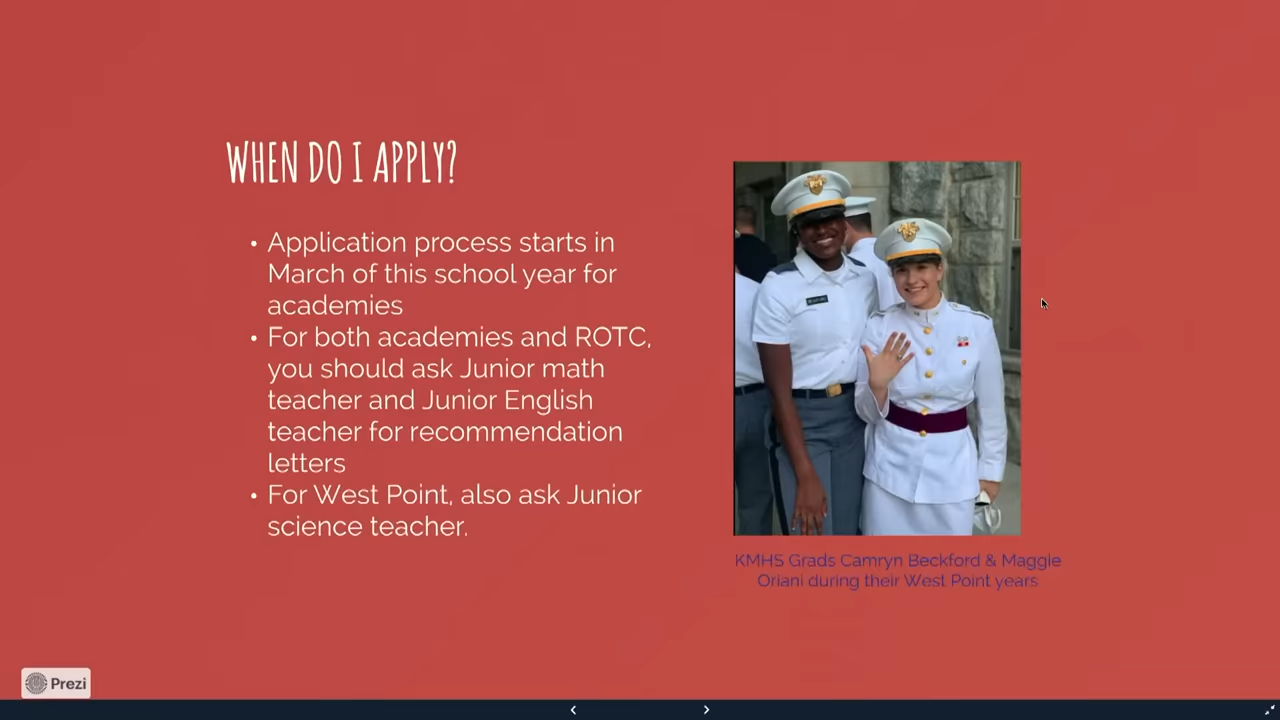 WHEN DO I APPLY?
• Application process starts in
March of this school year for
academies
• For both academies and ROTC,
you should ask Junior math
teacher and Junior English
teacher for recommendation
letters
• For West Point, also ask Junior
science teacher.
KMHS Grads Camryn Beckford & Maggie
Oriani during their West Point years
Prezi